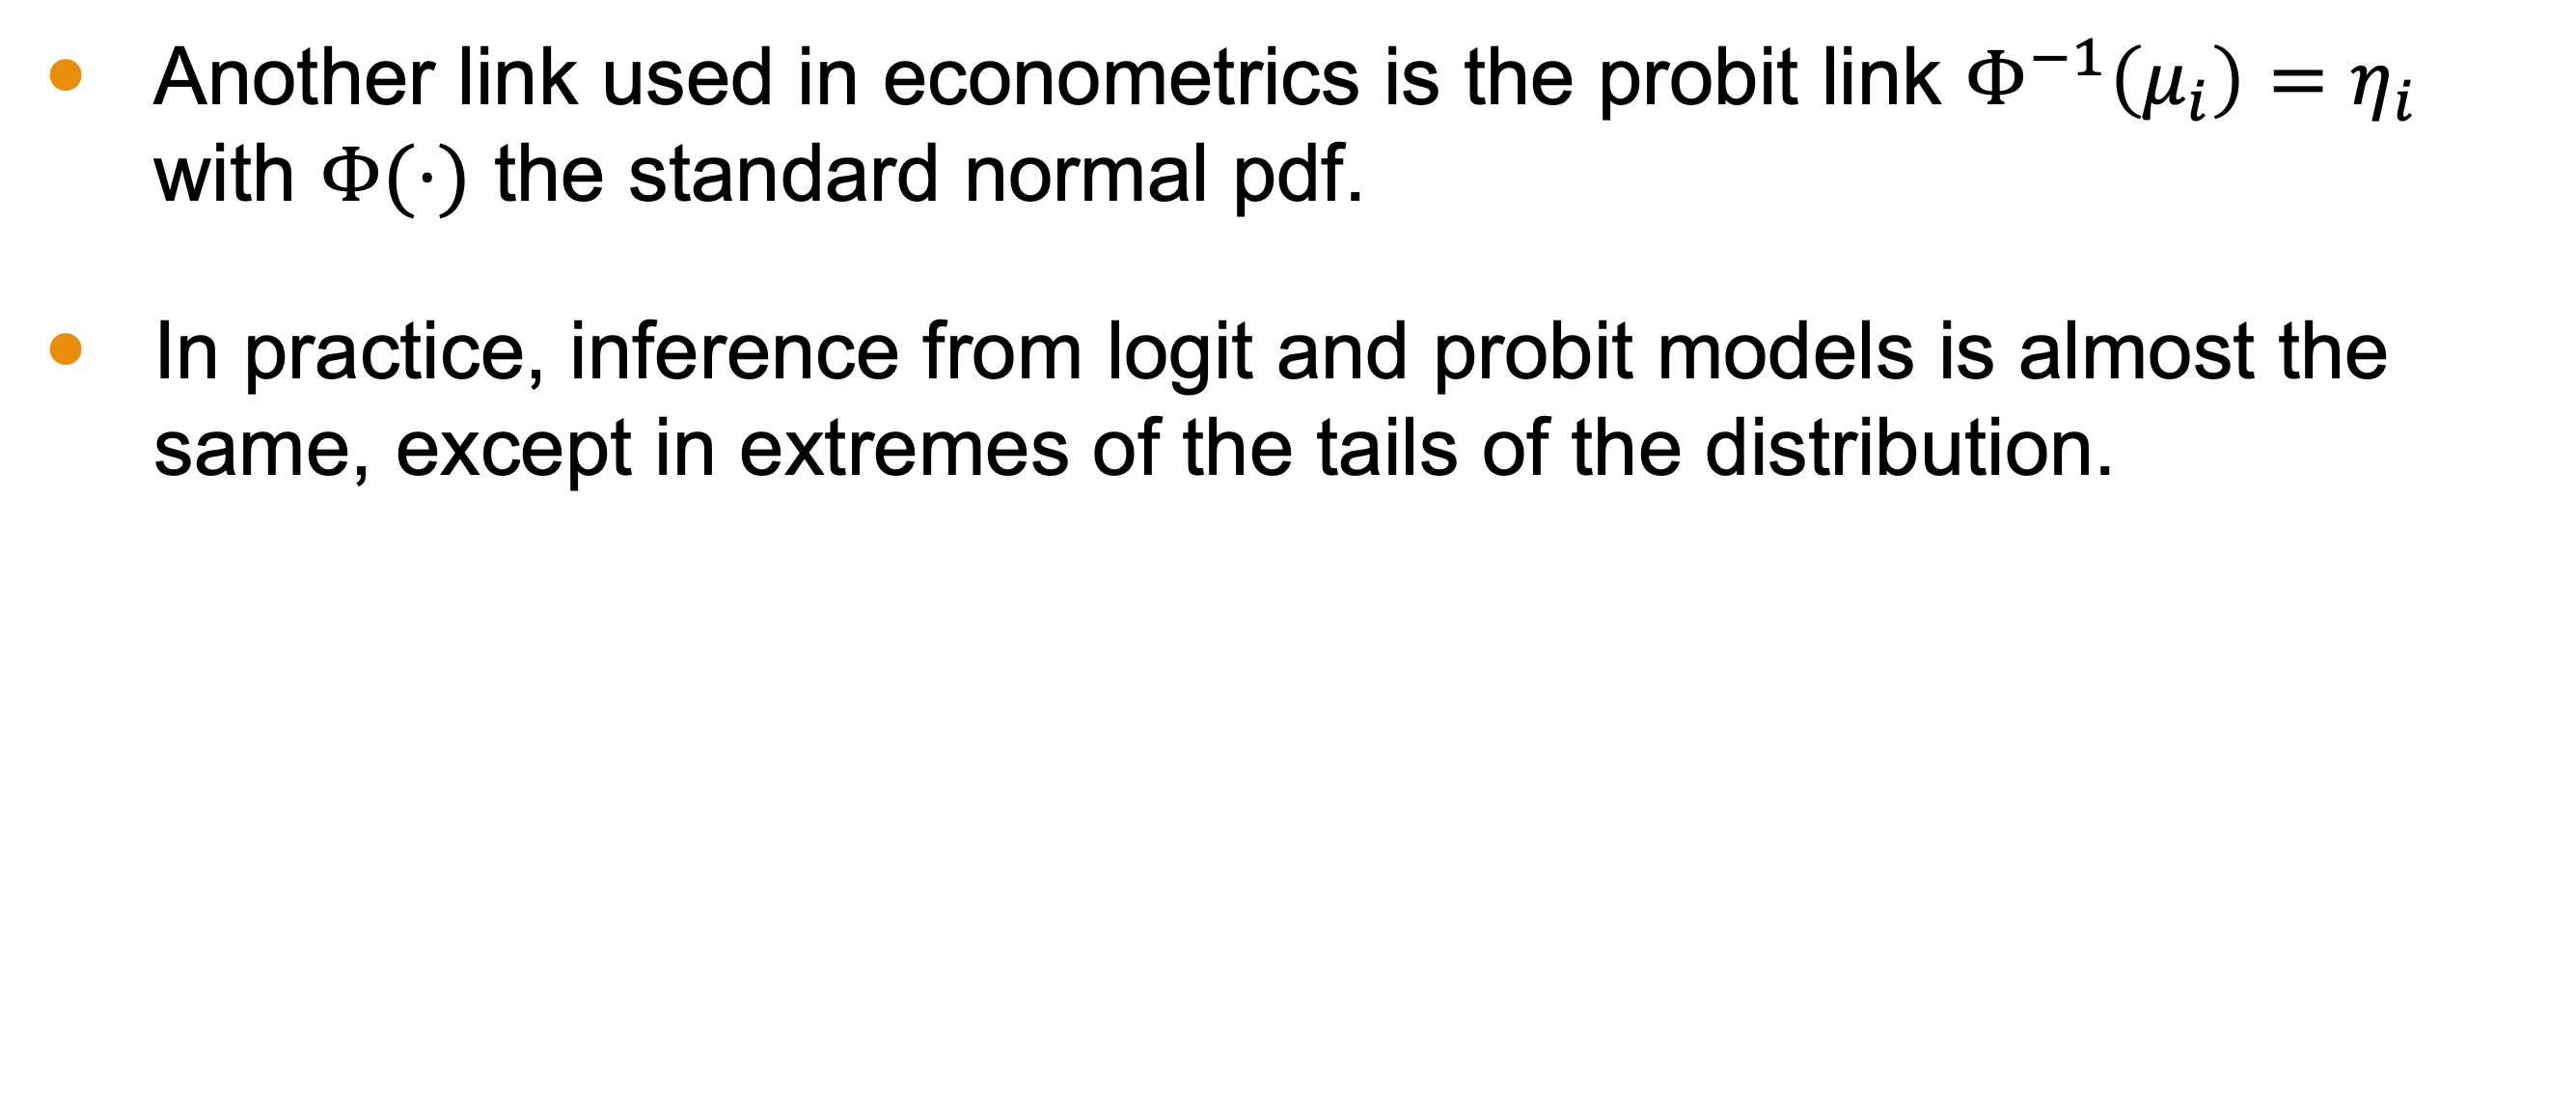 • Another link used in econometrics is the probit link Φ⁻¹(μᵢ) = ηᵢ
with Φ(·) the standard normal pdf.
• In practice, inference from logit and probit models is almost the
same, except in extremes of the tails of the distribution.